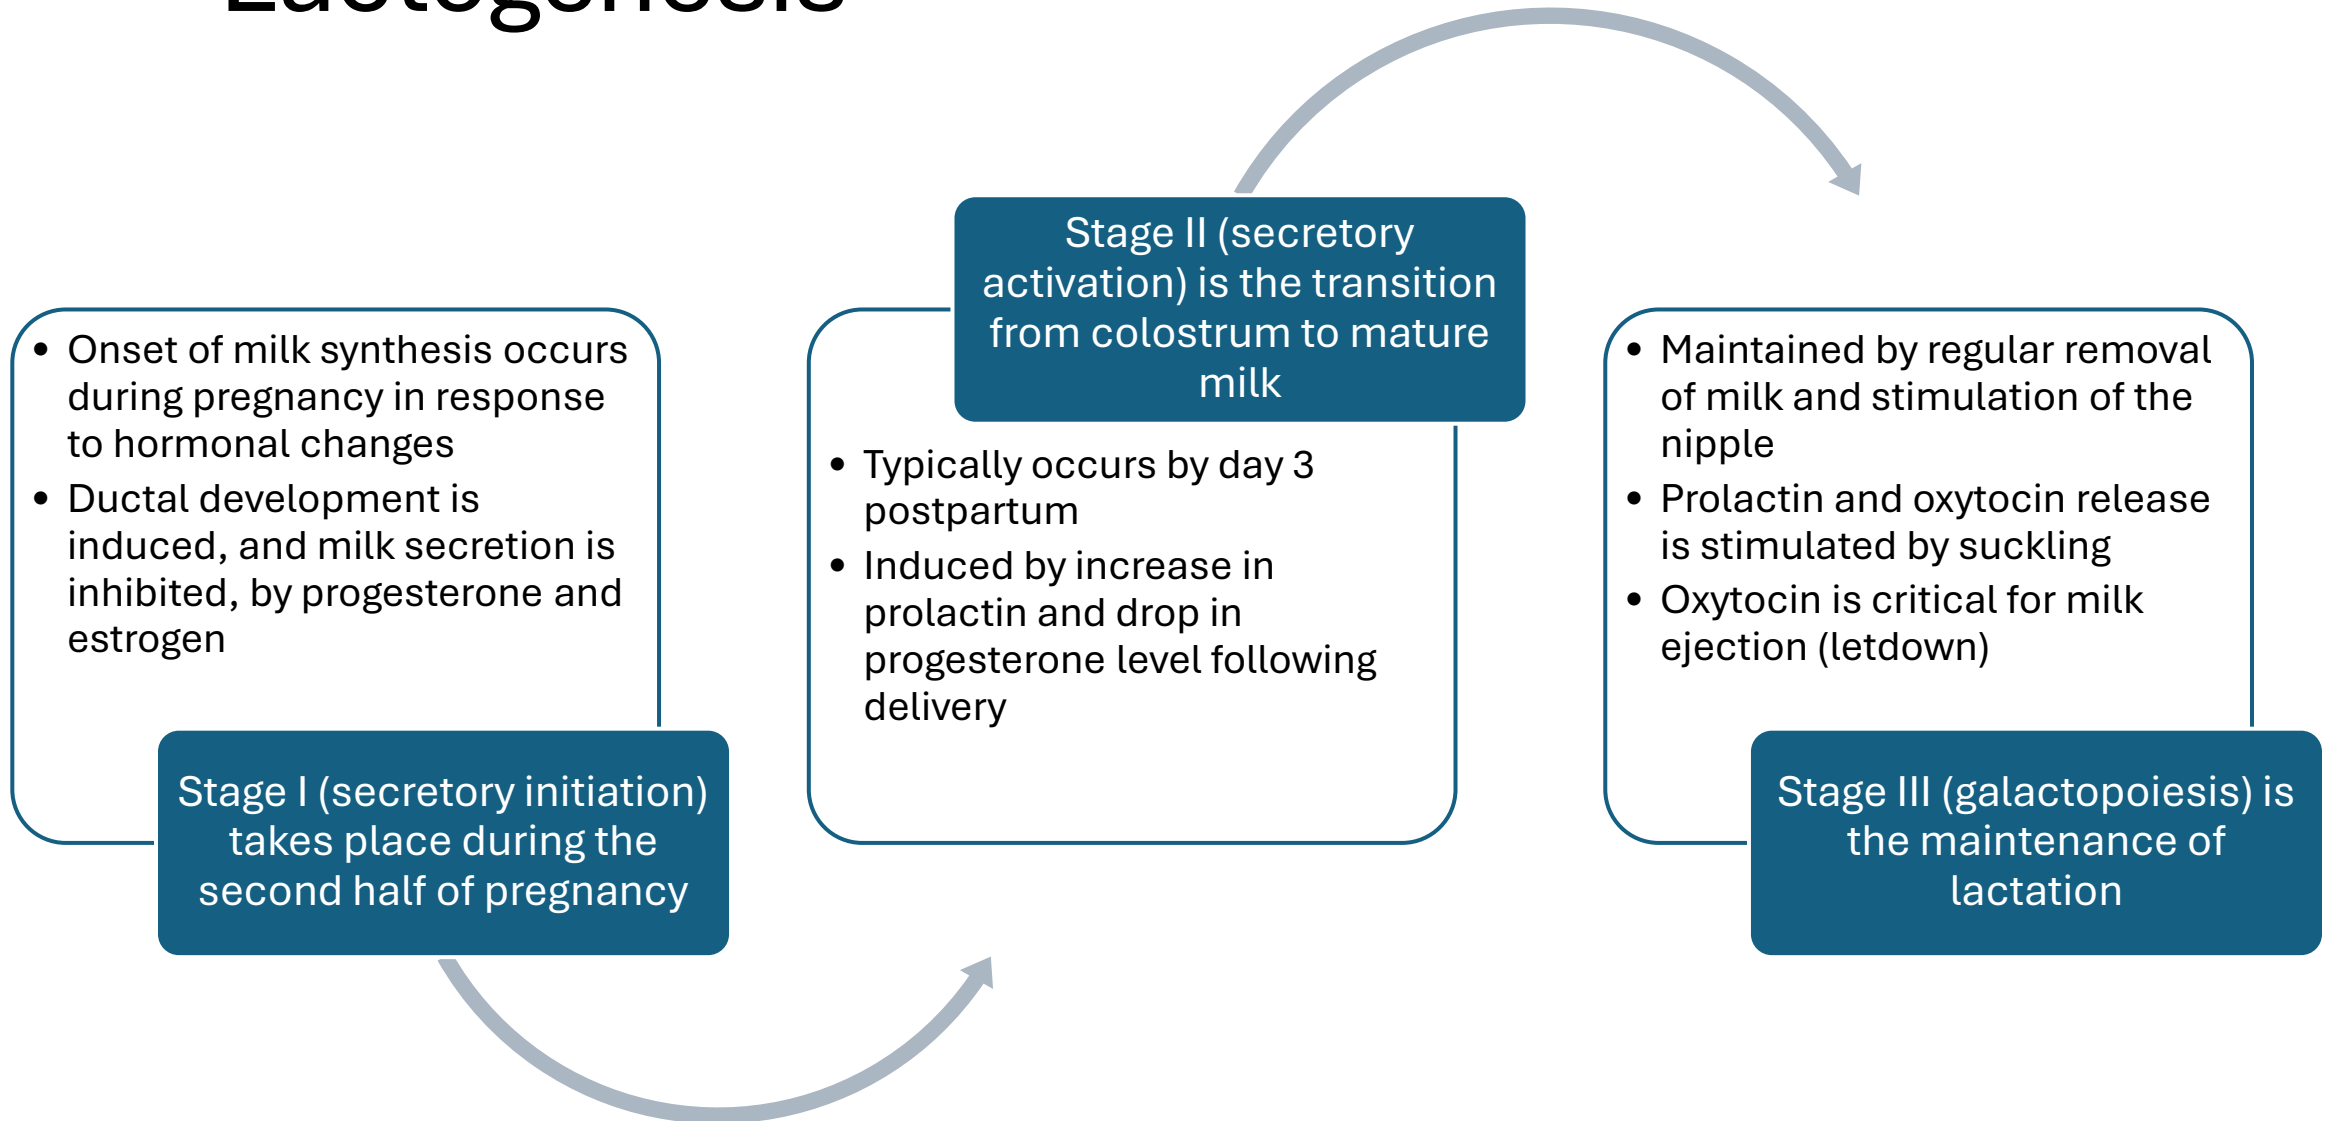 Lactogenesis
• Onset of milk synthesis occurs
during pregnancy in response
to hormonal changes
• Ductal development is
induced, and milk secretion is
inhibited, by progesterone and
estrogen
Stage I (secretory initiation)
takes place during the
second half of pregnancy
Stage II (secretory
activation) is the transition
from colostrum to mature
milk
• Typically occurs by day 3
postpartum
• Induced by increase in
prolactin and drop in
progesterone level following
delivery
• Maintained by regular removal
of milk and stimulation of the
nipple
• Prolactin and oxytocin release
is stimulated by suckling
• Oxytocin is critical for milk
ejection (letdown)
Stage III (galactopoiesis) is
the maintenance of
lactation